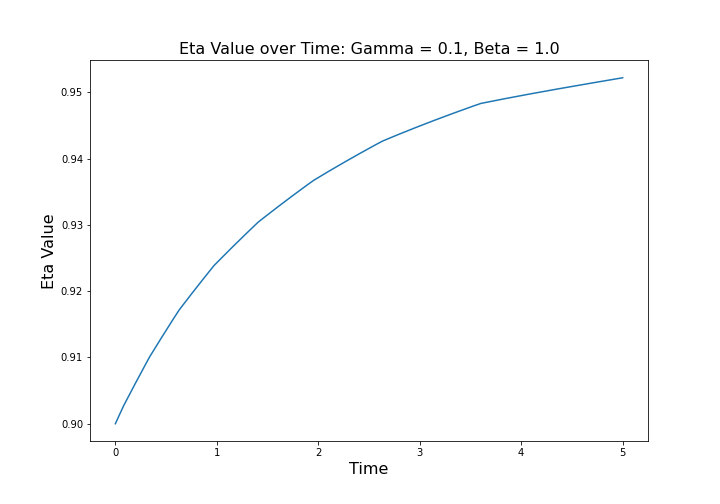 Eta Value over Time: Gamma = 0.1, Beta = 1.0
Eta Value
0.95
0.94
0.93
0.92
0.91
0.90
0 1 2 3 4 5
Time